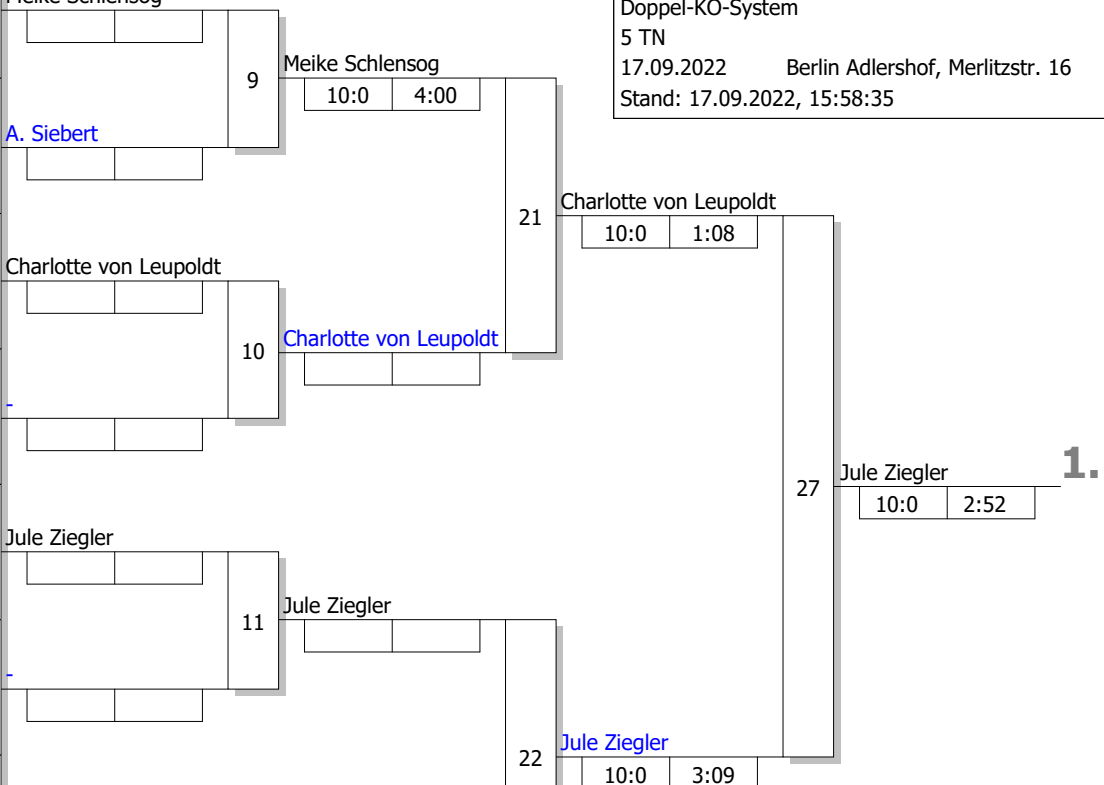 Meike Schlensog
Doppel-KO-System
5 TN
17.09.2022 Berlin Adlershof, Merlitzstr. 16
Stand: 17.09.2022, 15:58:35
9
Meike Schlensog
10:0 4:00
A. Siebert
21
Charlotte von Leupoldt
10:0 1:08
Charlotte von Leupoldt
10
Charlotte von Leupoldt
-
27
Jule Ziegler
1.
10:0 2:52
Jule Ziegler
11
Jule Ziegler
-
22
Jule Ziegler
10:0 3:09